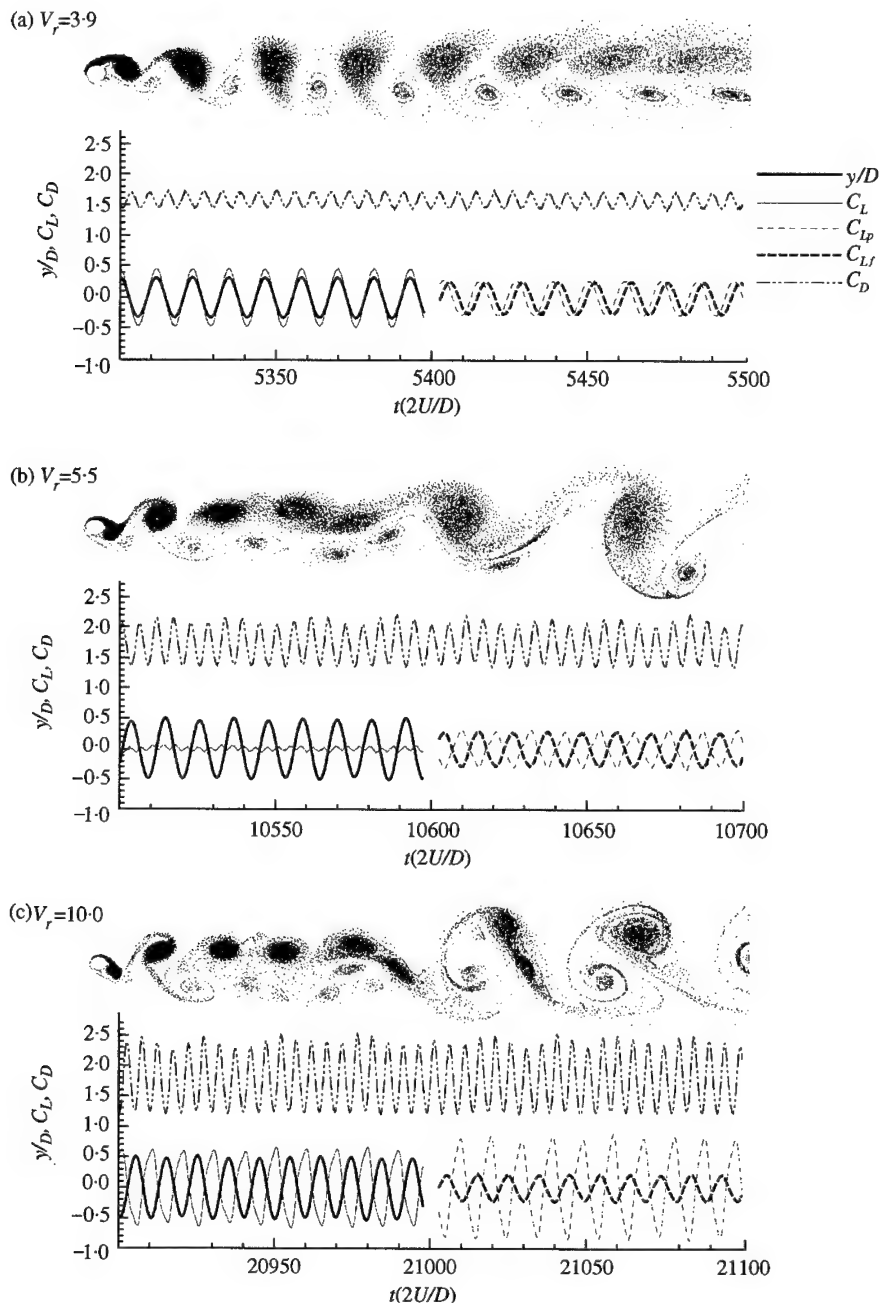 (a) V_r=3·9
2·5
2·0
1·5
1·0
0·5
0·0
−0·5
−1·0
y/D, C_L, C_D
5350 5400 5450 5500
t(2U/D)
y/D
C_L
C_Lp
C_Lf
C_D
(b) V_r=5·5
2·5
2·0
1·5
1·0
0·5
0·0
−0·5
−1·0
y/D, C_L, C_D
10550 10600 10650 10700
t(2U/D)
(c) V_r=10·0
2·5
2·0
1·5
1·0
0·5
0·0
−0·5
−1·0
y/D, C_L, C_D
20950 21000 21050 21100
t(2U/D)